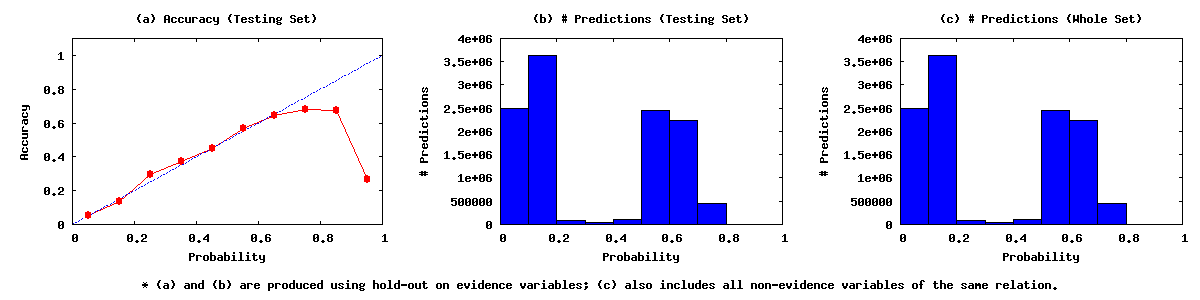 (a) Accuracy (Testing Set)
1
0.8
0.6
0.4
0.2
0
Accuracy
0 0.2 0.4 0.6 0.8 1
Probability
(b) # Predictions (Testing Set)
4e+06
3.5e+06
3e+06
2.5e+06
2e+06
1.5e+06
1e+06
500000
0
# Predictions
0 0.2 0.4 0.6 0.8 1
Probability
(c) # Predictions (Whole Set)
4e+06
3.5e+06
3e+06
2.5e+06
2e+06
1.5e+06
1e+06
500000
0
# Predictions
0 0.2 0.4 0.6 0.8 1
Probability
* (a) and (b) are produced using hold-out on evidence variables; (c) also includes all non-evidence variables of the same relation.